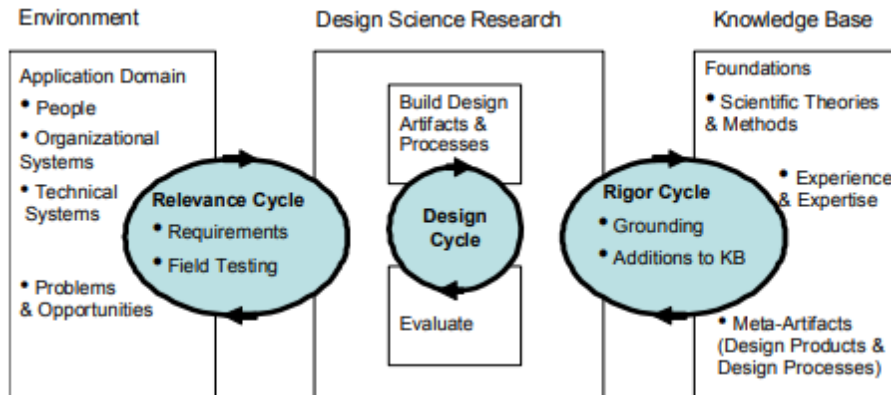 Environment
Design Science Research
Knowledge Base
Application Domain
• People
• Organizational
Systems
• Technical
Systems
• Problems
& Opportunities
Relevance Cycle
• Requirements
• Field Testing
Build Design
Artifacts &
Processes
Design
Cycle
Evaluate
Rigor Cycle
• Grounding
• Additions to KB
Foundations
• Scientific Theories
& Methods
• Experience
& Expertise
• Meta-Artifacts
(Design Products &
Design Processes)